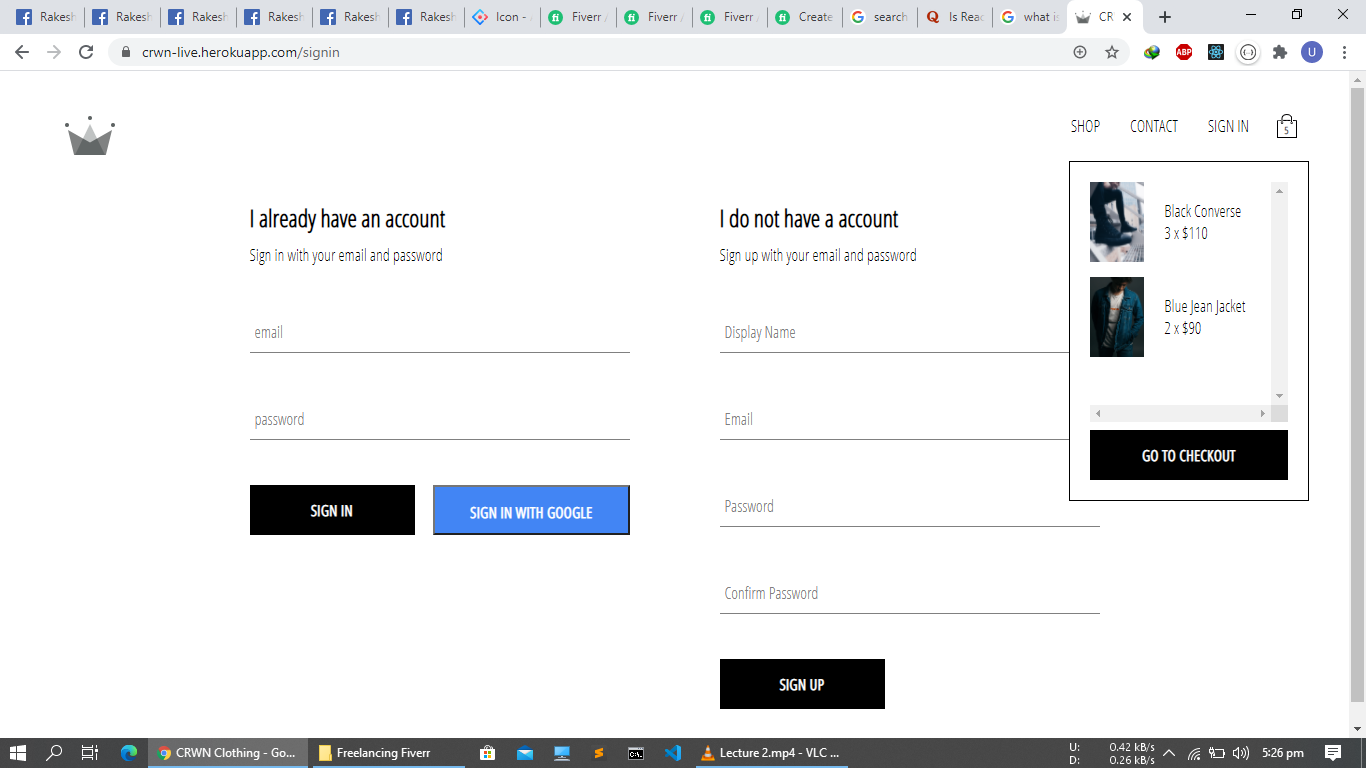 Rakesh
Rakesh
Rakesh
Rakesh
Rakesh
Rakesh
Icon -
Fiverr
Fiverr
Fiverr
Create
search
Is Reac
what is
CR
crwn-live.herokuapp.com/signin
ABP
U
SHOP
CONTACT
SIGN IN
5
I already have an account
Sign in with your email and password
email
password
SIGN IN
SIGN IN WITH GOOGLE
I do not have a account
Sign up with your email and password
Display Name
Email
Password
Confirm Password
SIGN UP
Black Converse
3 x $110
Blue Jean Jacket
2 x $90
GO TO CHECKOUT
CRWN Clothing - Go...
Freelancing Fiverr
Lecture 2.mp4 - VLC ...
U: 0.42 kB/s
D: 0.26 kB/s
5:26 pm